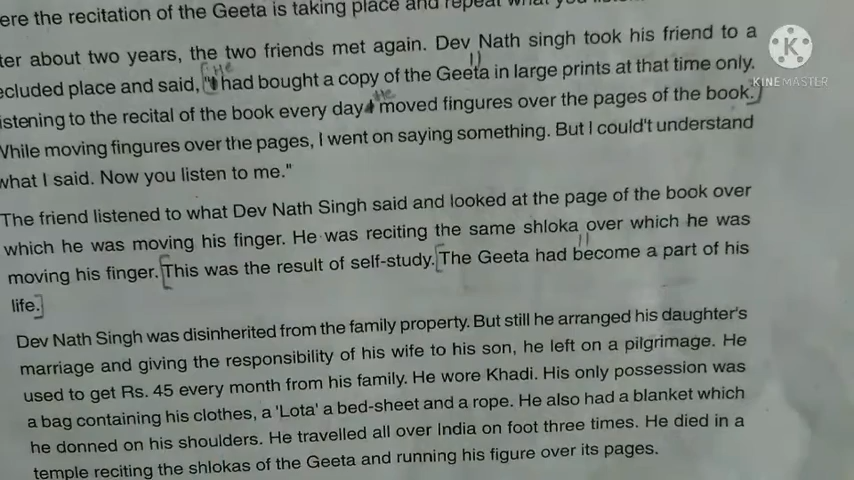 ere the recitation of the Geeta is taking place and repeat what you
ter about two years, the two friends met again. Dev Nath singh took his friend to a
ecluded place and said, "I had bought a copy of the Geeta in large prints at that time only.
He
istening to the recital of the book every day I moved fingures over the pages of the book.
He
While moving fingures over the pages, I went on saying something. But I could't understand
what I said. Now you listen to me."
The friend listened to what Dev Nath Singh said and looked at the page of the book over
which he was moving his finger. He was reciting the same shloka over which he was
moving his finger. This was the result of self-study. The Geeta had become a part of his
life.
Dev Nath Singh was disinherited from the family property. But still he arranged his daughter's
marriage and giving the responsibility of his wife to his son, he left on a pilgrimage. He
used to get Rs. 45 every month from his family. He wore Khadi. His only possession was
a bag containing his clothes, a 'Lota' a bed-sheet and a rope. He also had a blanket which
he donned on his shoulders. He travelled all over India on foot three times. He died in a
temple reciting the shlokas of the Geeta and running his figure over its pages.
K
KINEMASTER